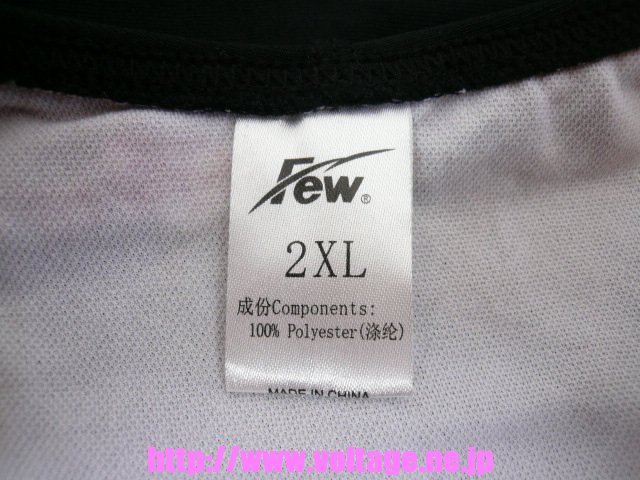 Few®
2XL
成份Components:
100% Polyester(涤纶)
MADE IN CHINA
http://www.voltage.ne.jp